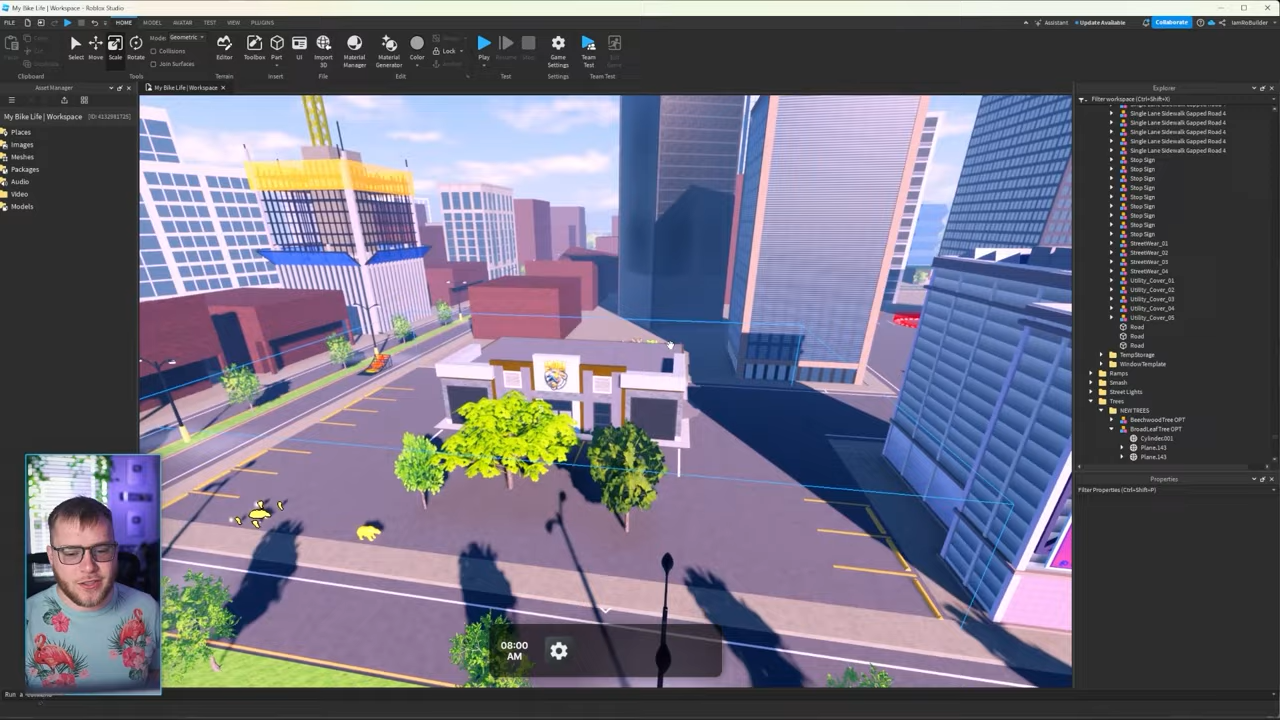 My Bike Life | Workspace - Roblox Studio
FILE
HOME
MODEL
AVATAR
TEST
VIEW
PLUGINS
Assistant
Update Available
Collaborate
IamRoBuilder
Select
Move
Scale
Rotate
Mode:
Geometric
Collisions
Join Surfaces
Editor
Toolbox
Part
UI
Import 3D
Material Manager
Material Generator
Color
Lock
Play
Game Settings
Team Test
Clipboard
Tools
Terrain
Insert
File
Edit
Test
Settings
Team Test
Asset Manager
My Bike Life | Workspace
Explorer
My Bike Life | Workspace
Places
Images
Meshes
Packages
Audio
Video
Models
Filter workspace (Ctrl+Shift+X)
Single Lane Sidewalk Gapped Road 4
Single Lane Sidewalk Gapped Road 4
Single Lane Sidewalk Gapped Road 4
Single Lane Sidewalk Gapped Road 4
Single Lane Sidewalk Gapped Road 4
Stop Sign
Stop Sign
Stop Sign
Stop Sign
Stop Sign
Stop Sign
Stop Sign
Stop Sign
Stop Sign
StreetWear_01
StreetWear_02
StreetWear_03
StreetWear_04
Utility_Cover_01
Utility_Cover_02
Utility_Cover_03
Utility_Cover_04
Utility_Cover_05
Road
Road
Road
TempStorage
WindowTemplate
Ramps
Smash
Street Lights
Trees
NEW TREES
BeechwoodTree OPT
BroadLeafTree OPT
Cylinder.001
Plane.143
Plane.143
Properties
Filter Properties (Ctrl+Shift+P)
08:00
AM